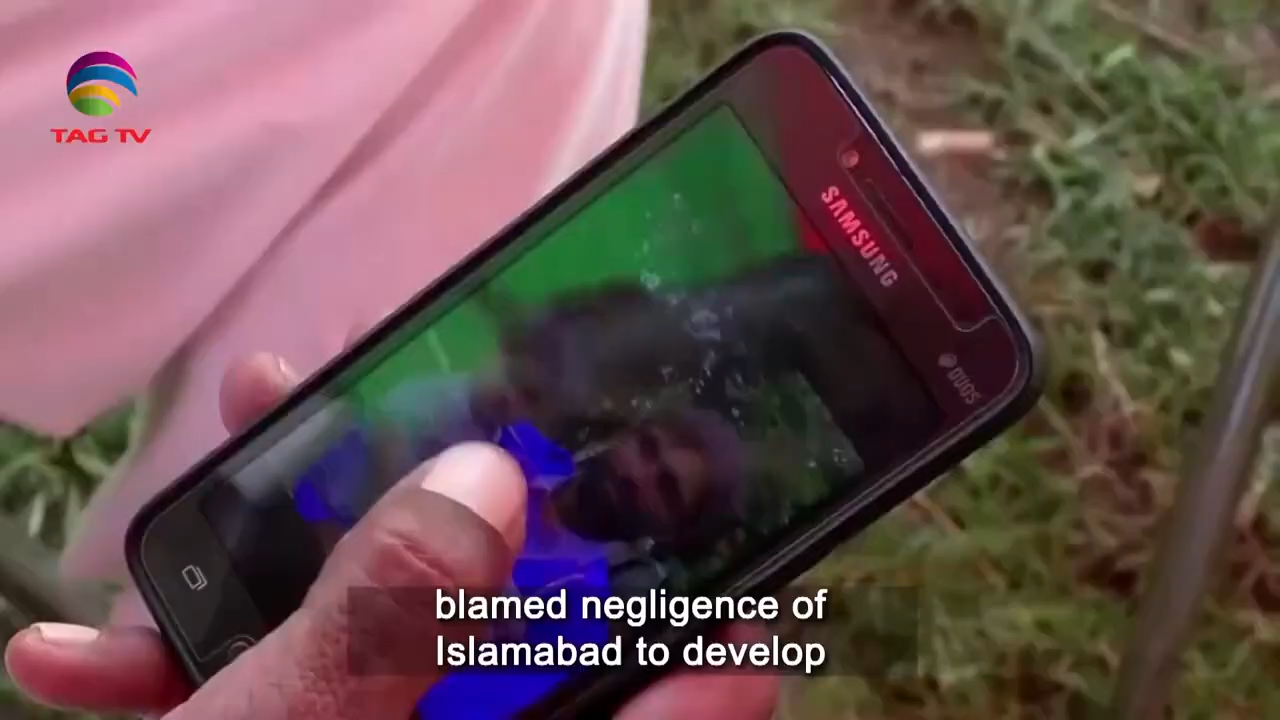 TAG TV
SAMSUNG
DUOS
blamed negligence of
Islamabad to develop